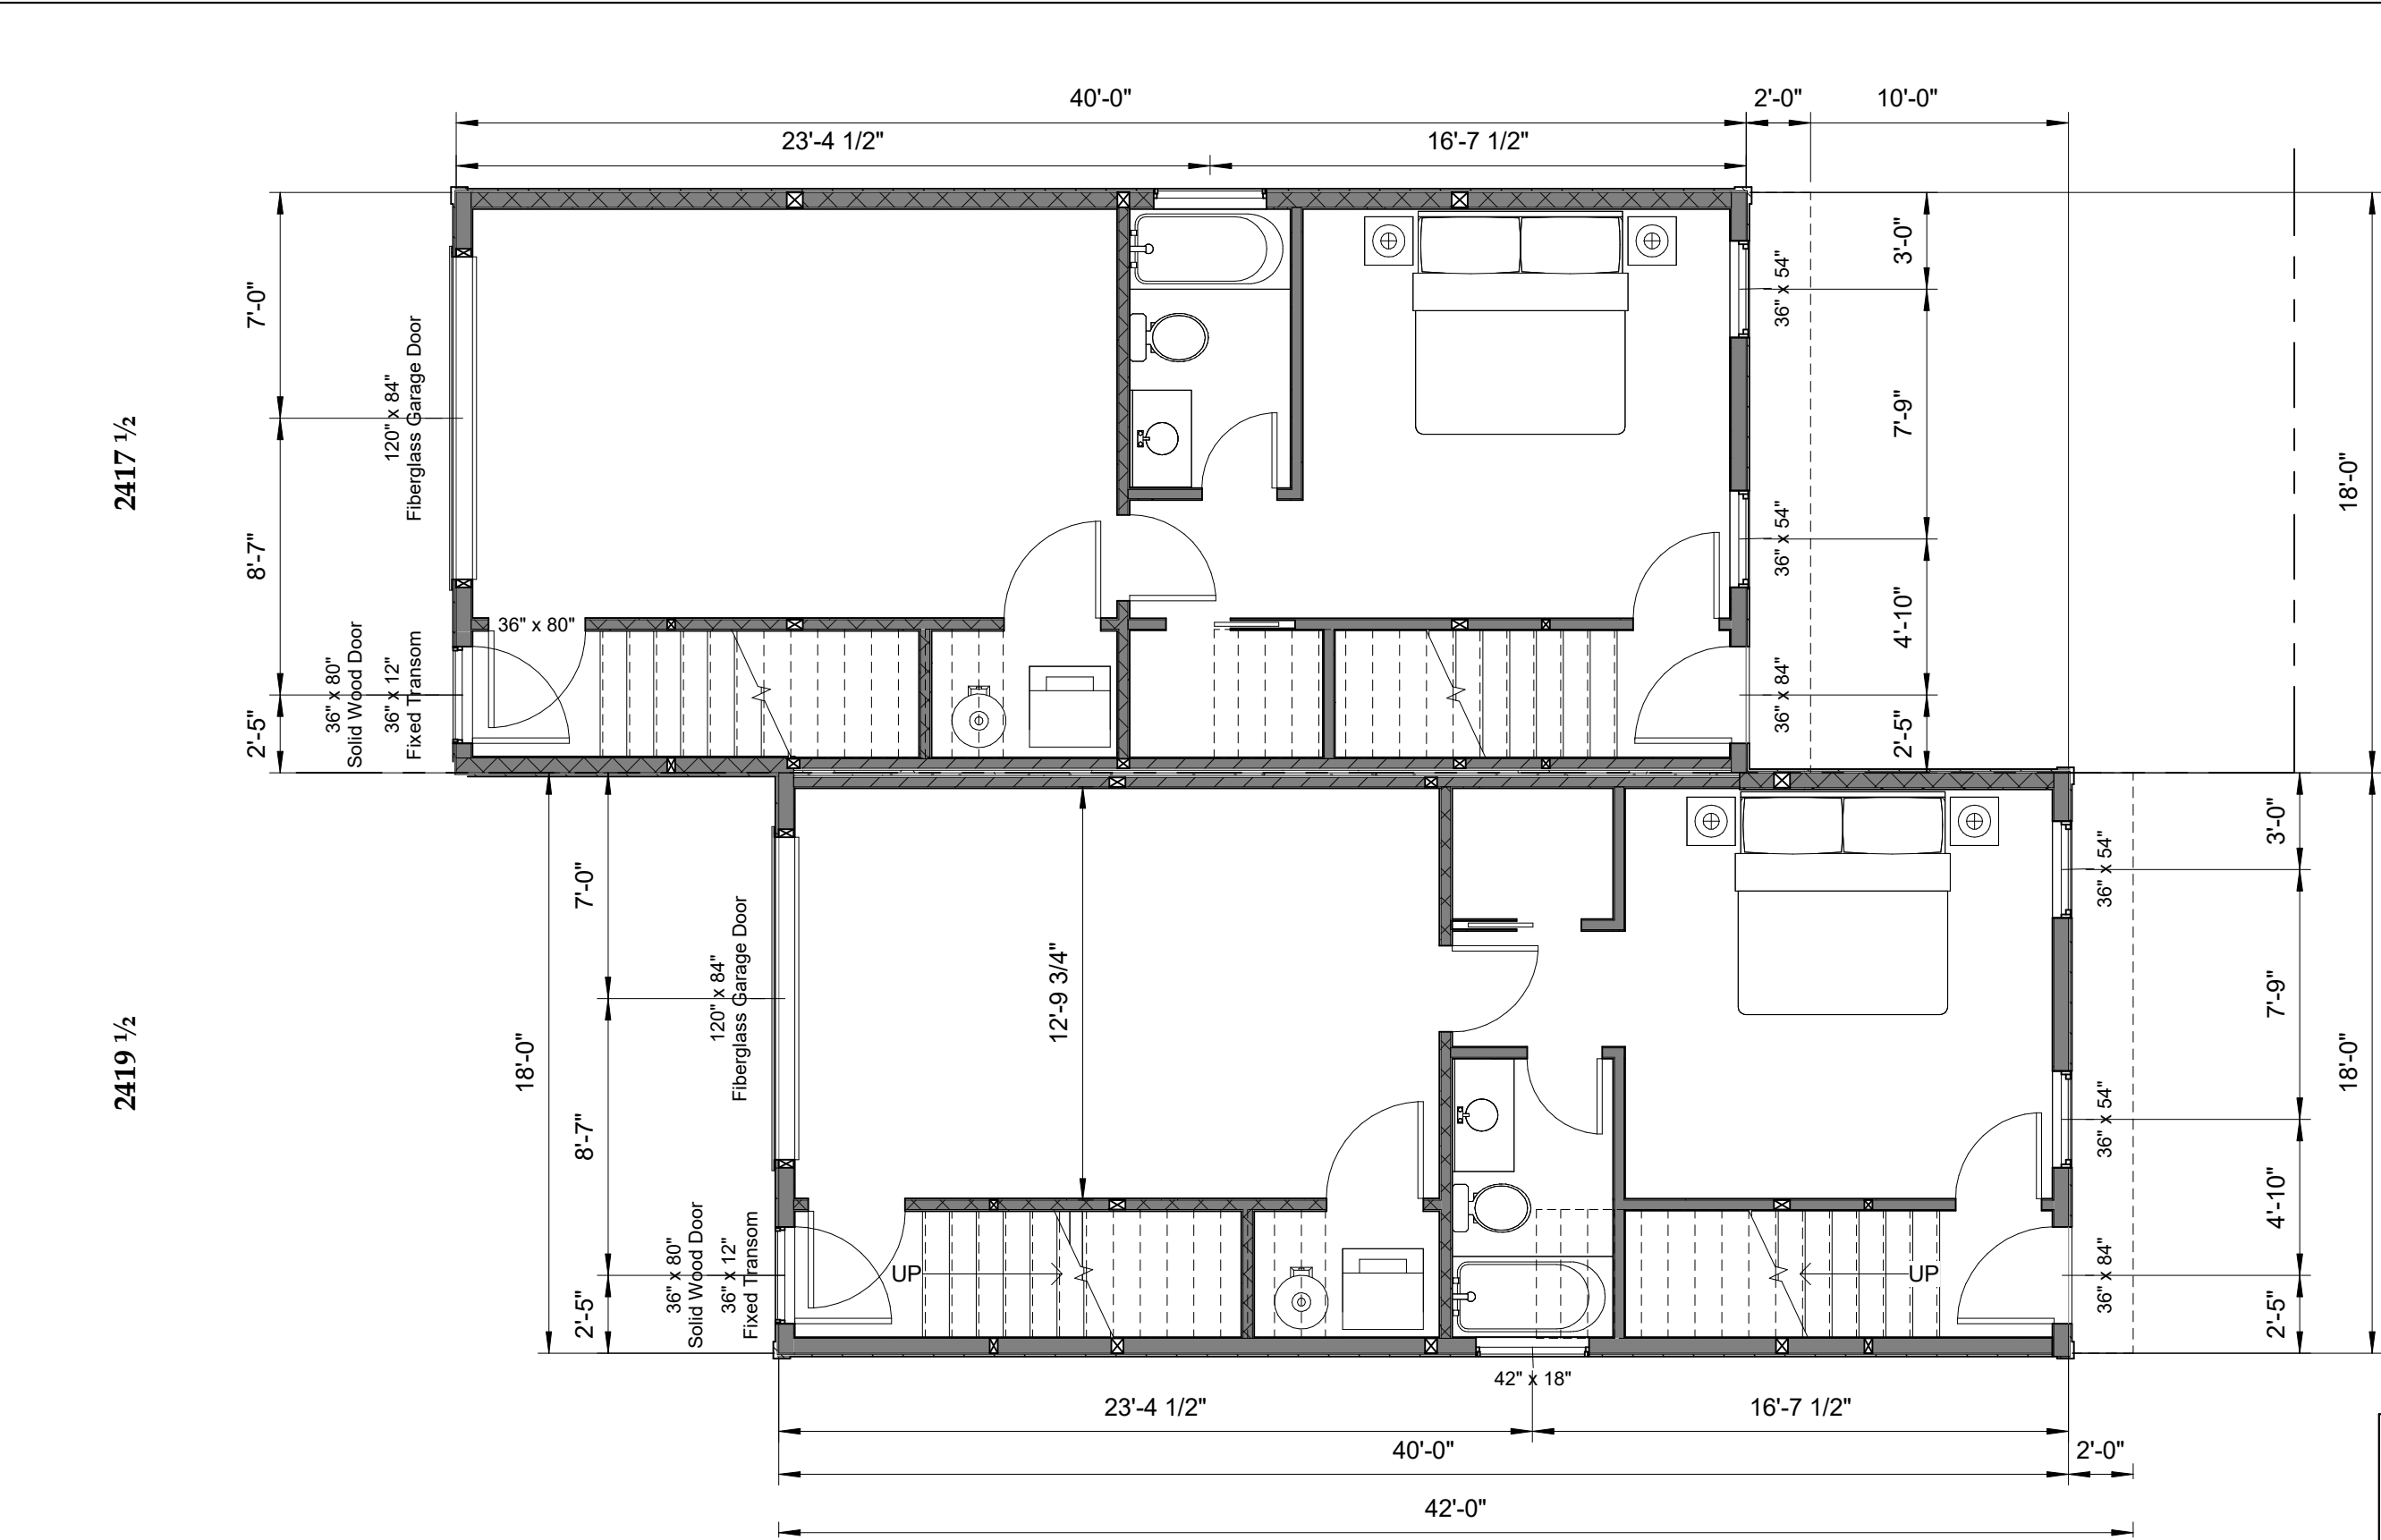 40'-0"
2'-0"
10'-0"
23'-4 1/2"
16'-7 1/2"
2417 ½
7'-0"
8'-7"
2'-5"
120" x 84"
Fiberglass Garage Door
36" x 80"
Solid Wood Door
36" x 12"
Fixed Transom
36" x 80"
36" x 54"
36" x 54"
36" x 84"
3'-0"
7'-9"
4'-10"
2'-5"
18'-0"
2419 ½
18'-0"
7'-0"
8'-7"
2'-5"
120" x 84"
Fiberglass Garage Door
36" x 80"
Solid Wood Door
36" x 12"
Fixed Transom
12'-9 3/4"
UP
UP
36" x 54"
36" x 54"
36" x 84"
3'-0"
7'-9"
4'-10"
2'-5"
18'-0"
42" x 18"
23'-4 1/2"
16'-7 1/2"
40'-0"
2'-0"
42'-0"